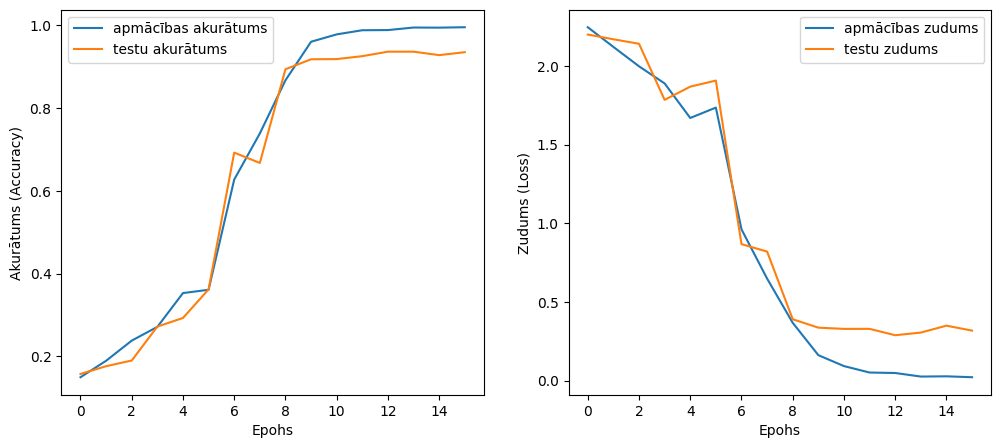 apmācības akurātums
testu akurātums
1.0
0.8
0.6
0.4
0.2
Akurātums (Accuracy)
0 2 4 6 8 10 12 14
Epohs
apmācības zudums
testu zudums
2.0
1.5
1.0
0.5
0.0
Zudums (Loss)
0 2 4 6 8 10 12 14
Epohs